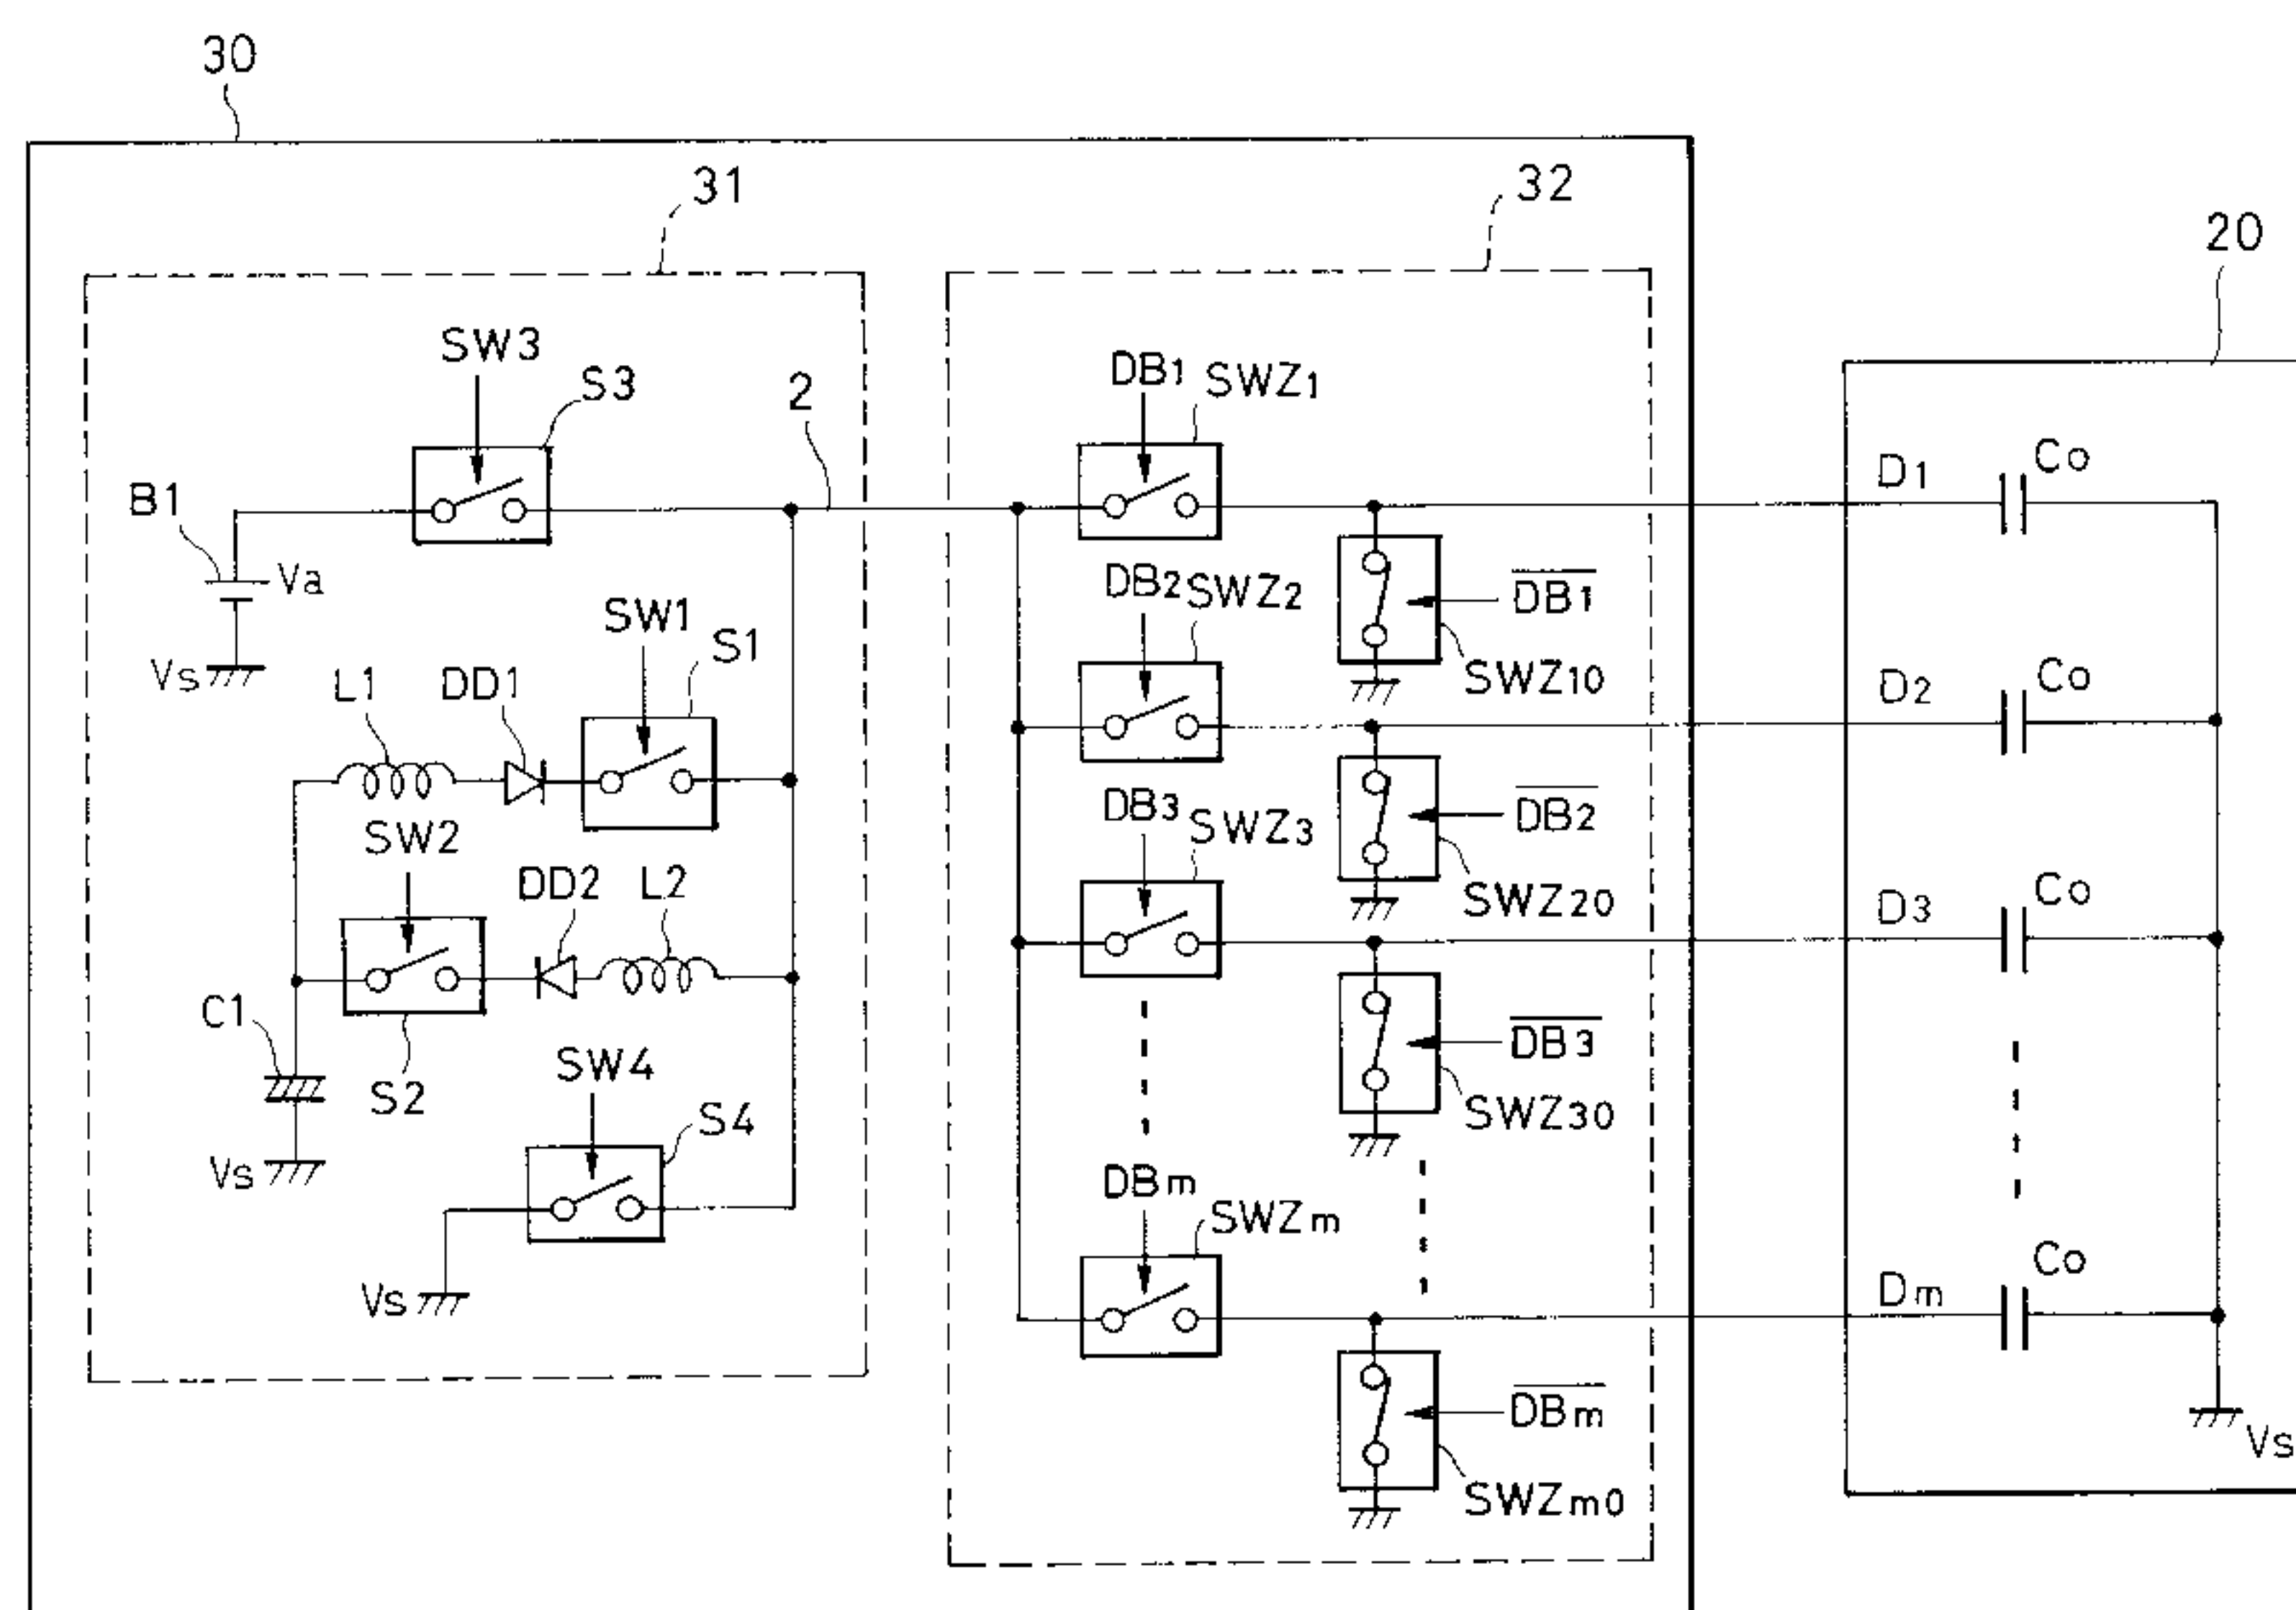 30
31
32
20
SW3
S3
2
DB1
SWZ1
D1
Co
B1
Va
Vs
DB1
SWZ10
SW1
S1
DB2
SWZ2
D2
Co
L1
DD1
DB2
SWZ20
SW2
DB3
SWZ3
D3
Co
DD2
L2
C1
S2
DB3
SWZ30
SW4
S4
Vs
Vs
DBm
SWZm
Dm
Co
DBm
SWZm0
Vs